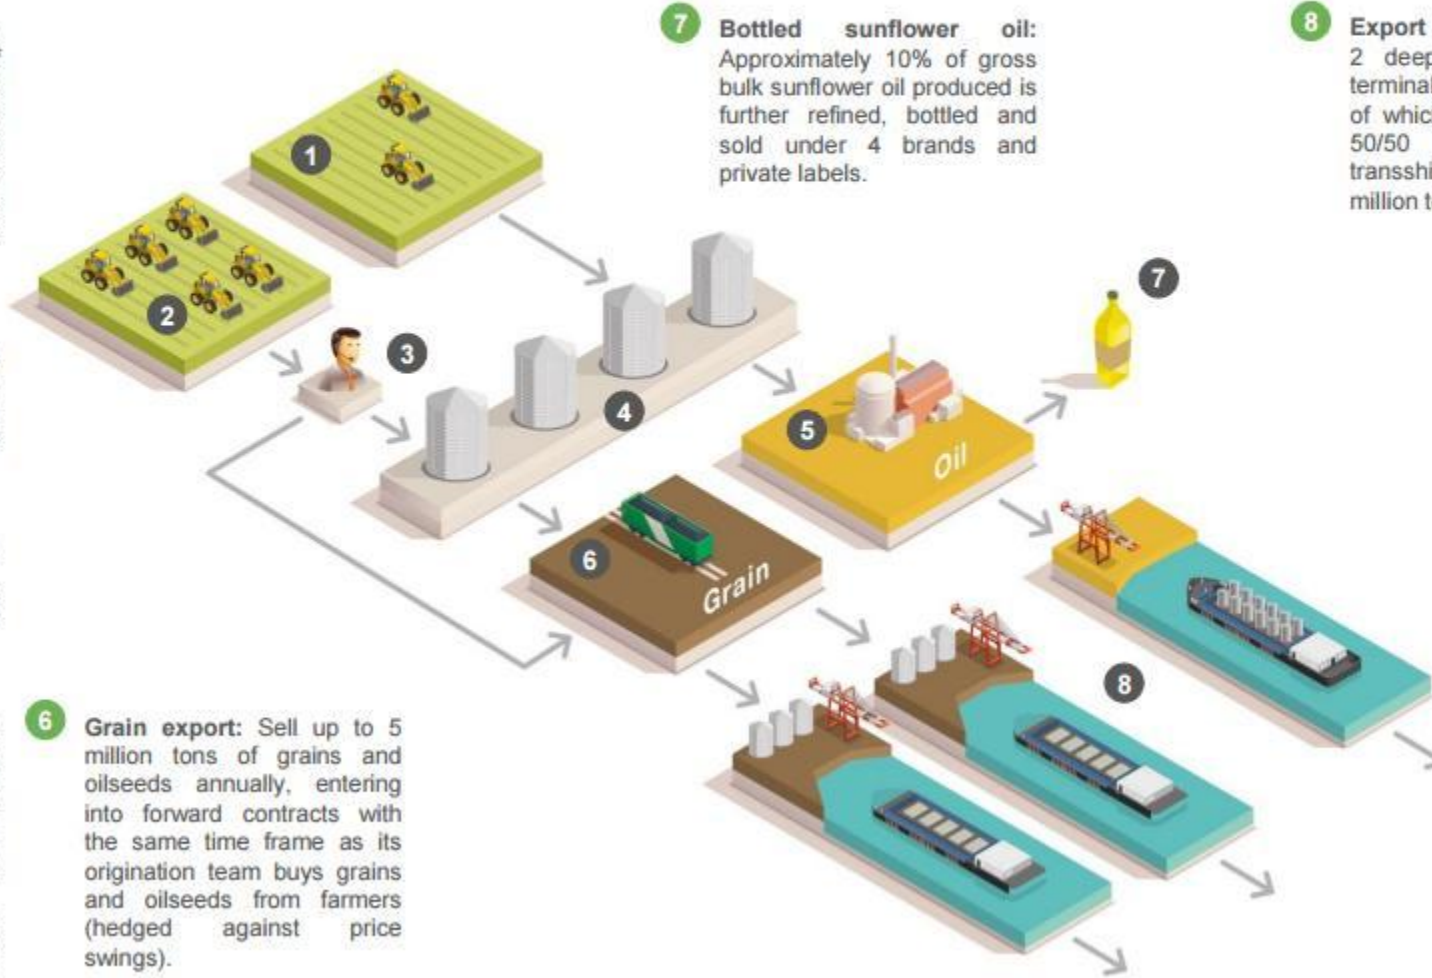 7
Bottled sunflower oil:
Approximately 10% of gross
bulk sunflower oil produced is
further refined, bottled and
sold under 4 brands and
private labels.
8
Export
2 deep
terminal
of which
50/50
transshi
million t
1
2
3
4
5
Oil
7
6
Grain
8
6
Grain export: Sell up to 5
million tons of grains and
oilseeds annually, entering
into forward contracts with
the same time frame as its
origination team buys grains
and oilseeds from farmers
(hedged against price
swings).